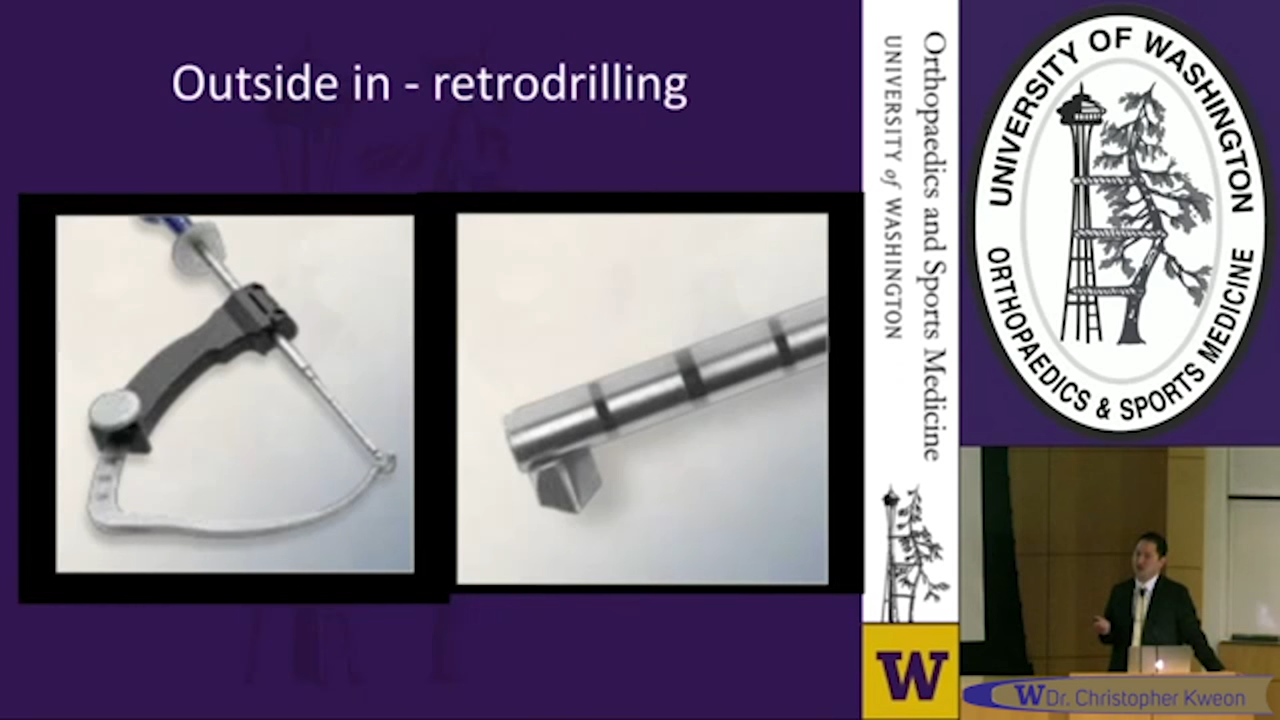 Outside in - retrodrilling
Orthopaedics and Sports Medicine
UNIVERSITY of WASHINGTON
UNIVERSITY OF WASHINGTON
ORTHOPAEDICS & SPORTS MEDICINE
W
W Dr. Christopher Kweon